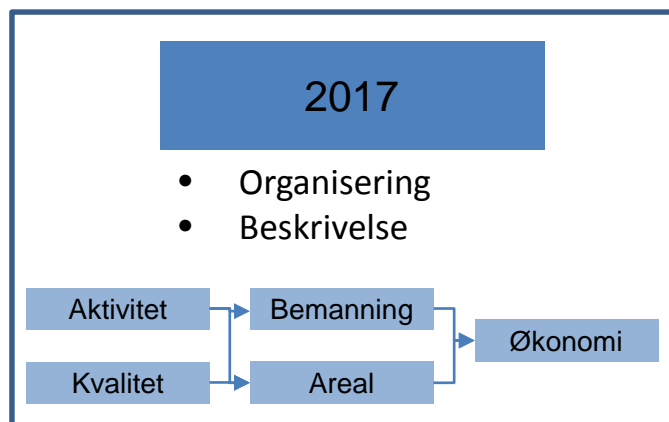 2017
• Organisering
• Beskrivelse
Aktivitet
Bemanning
Økonomi
Kvalitet
Areal